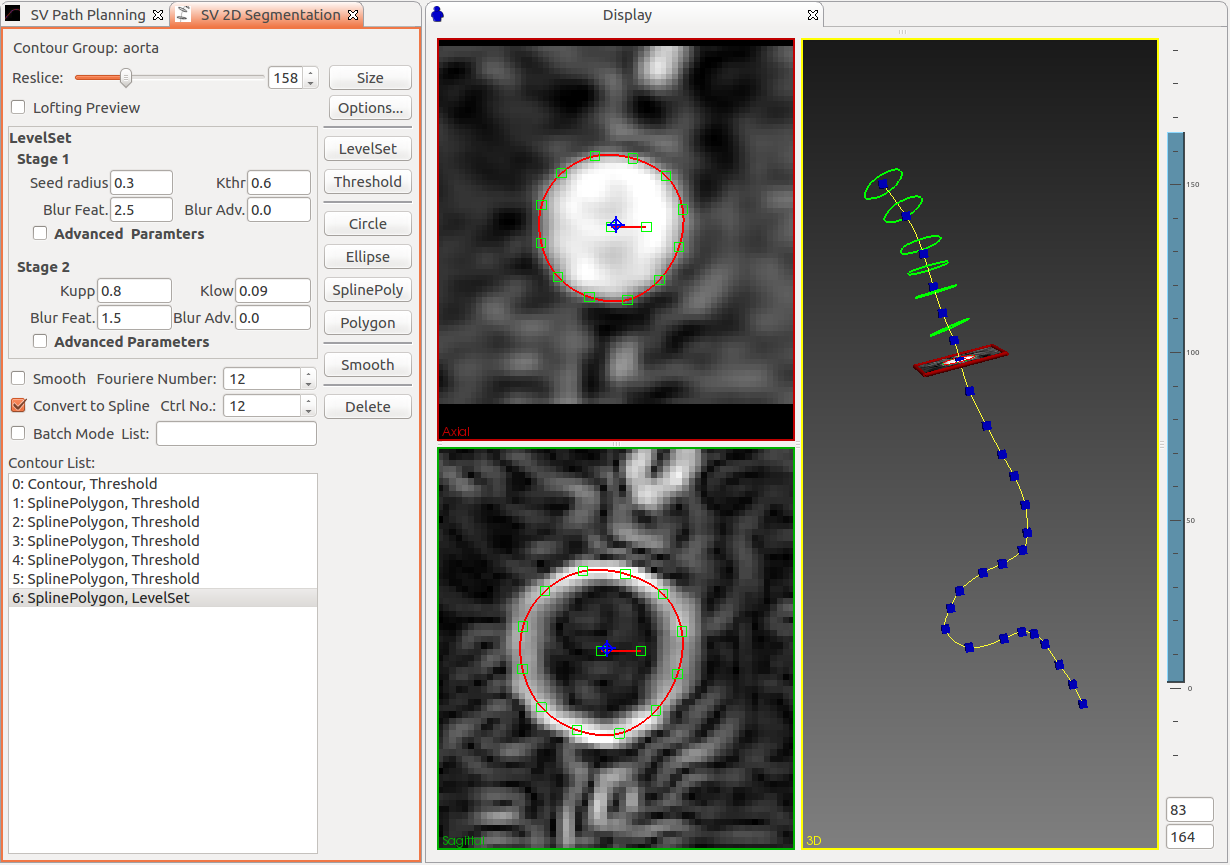 SV Path Planning
SV 2D Segmentation
Display
Contour Group: aorta
Reslice: 158 Size
Lofting Preview Options...
LevelSet
Stage 1 LevelSet
Seed radius 0.3 Kthr 0.6 Threshold
Blur Feat. 2.5 Blur Adv. 0.0 Circle
Advanced Paramters
Stage 2 Ellipse
Kupp 0.8 Klow 0.09 SplinePoly
Blur Feat. 1.5 Blur Adv. 0.0 Polygon
Advanced Parameters
Smooth
Smooth Fouriere Number: 12
Convert to Spline Ctrl No.: 12 Delete
Batch Mode List:
Contour List:
0: Contour, Threshold
1: SplinePolygon, Threshold
2: SplinePolygon, Threshold
3: SplinePolygon, Threshold
4: SplinePolygon, Threshold
5: SplinePolygon, Threshold
6: SplinePolygon, LevelSet
Axial
Sagitta
3D
150
100
50
0
83
164